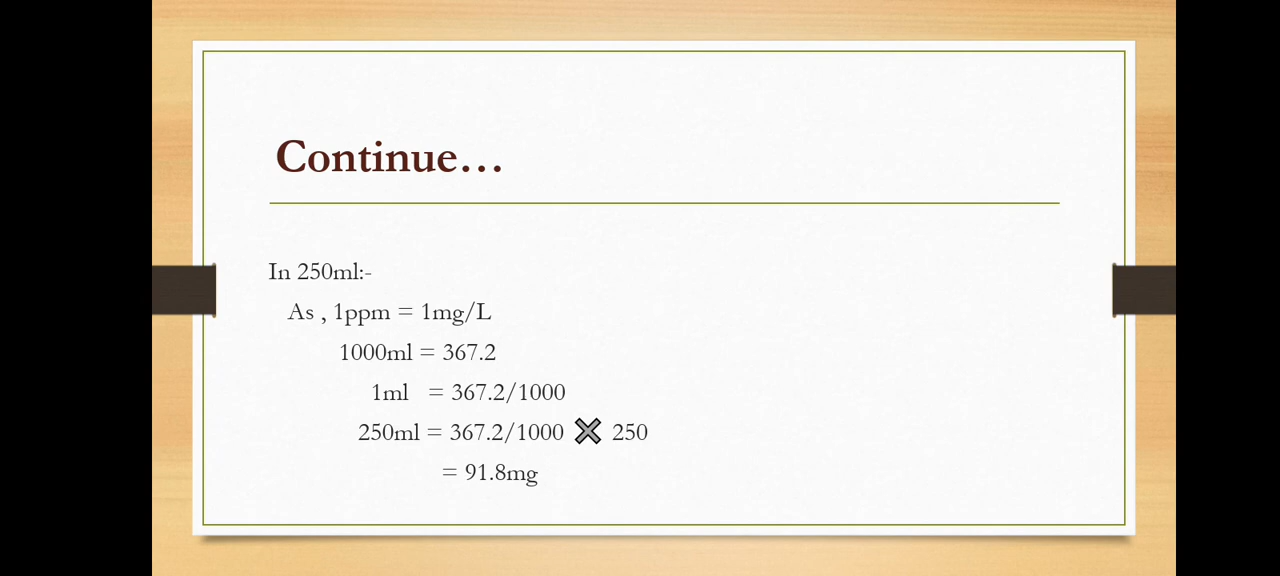 Continue…
In 250ml:-
As , 1ppm = 1mg/L
1000ml = 367.2
1ml = 367.2/1000
250ml = 367.2/1000 ✖ 250
= 91.8mg